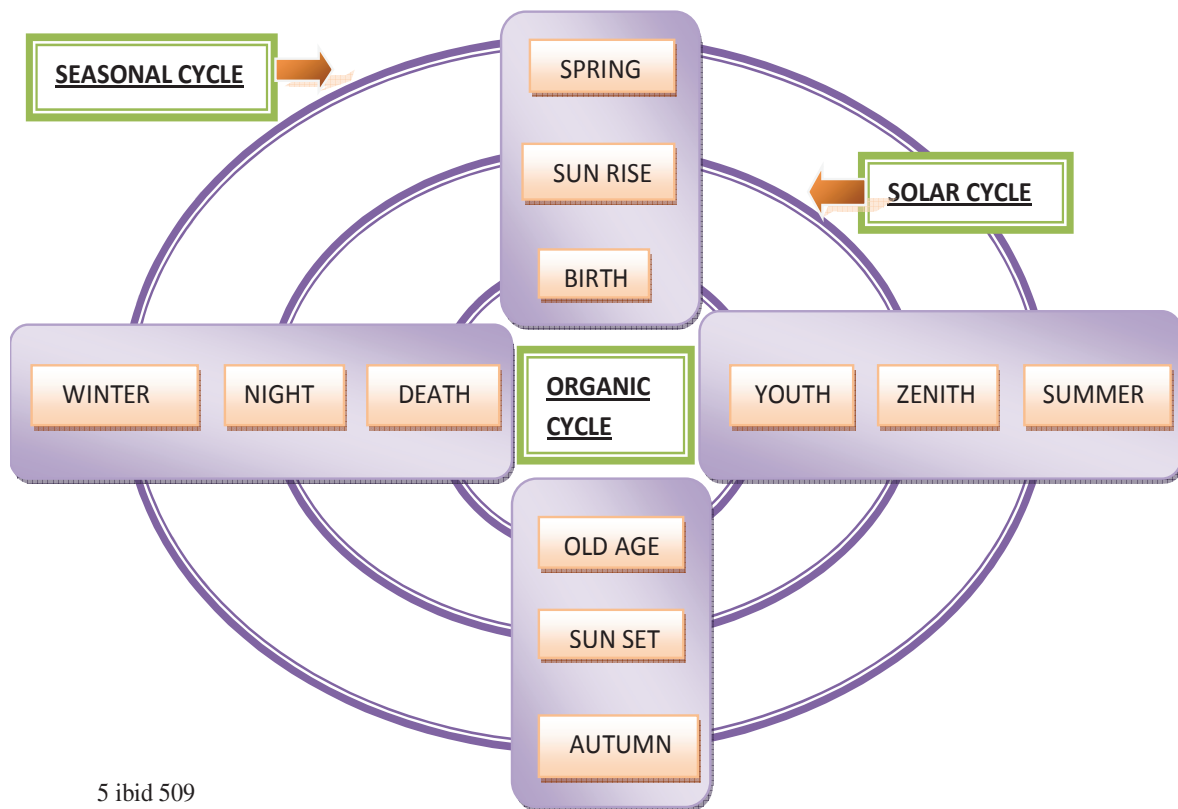 SEASONAL CYCLE
SPRING
SUN RISE
SOLAR CYCLE
BIRTH
WINTER
NIGHT
DEATH
ORGANIC
CYCLE
YOUTH
ZENITH
SUMMER
OLD AGE
SUN SET
AUTUMN
5 ibid 509